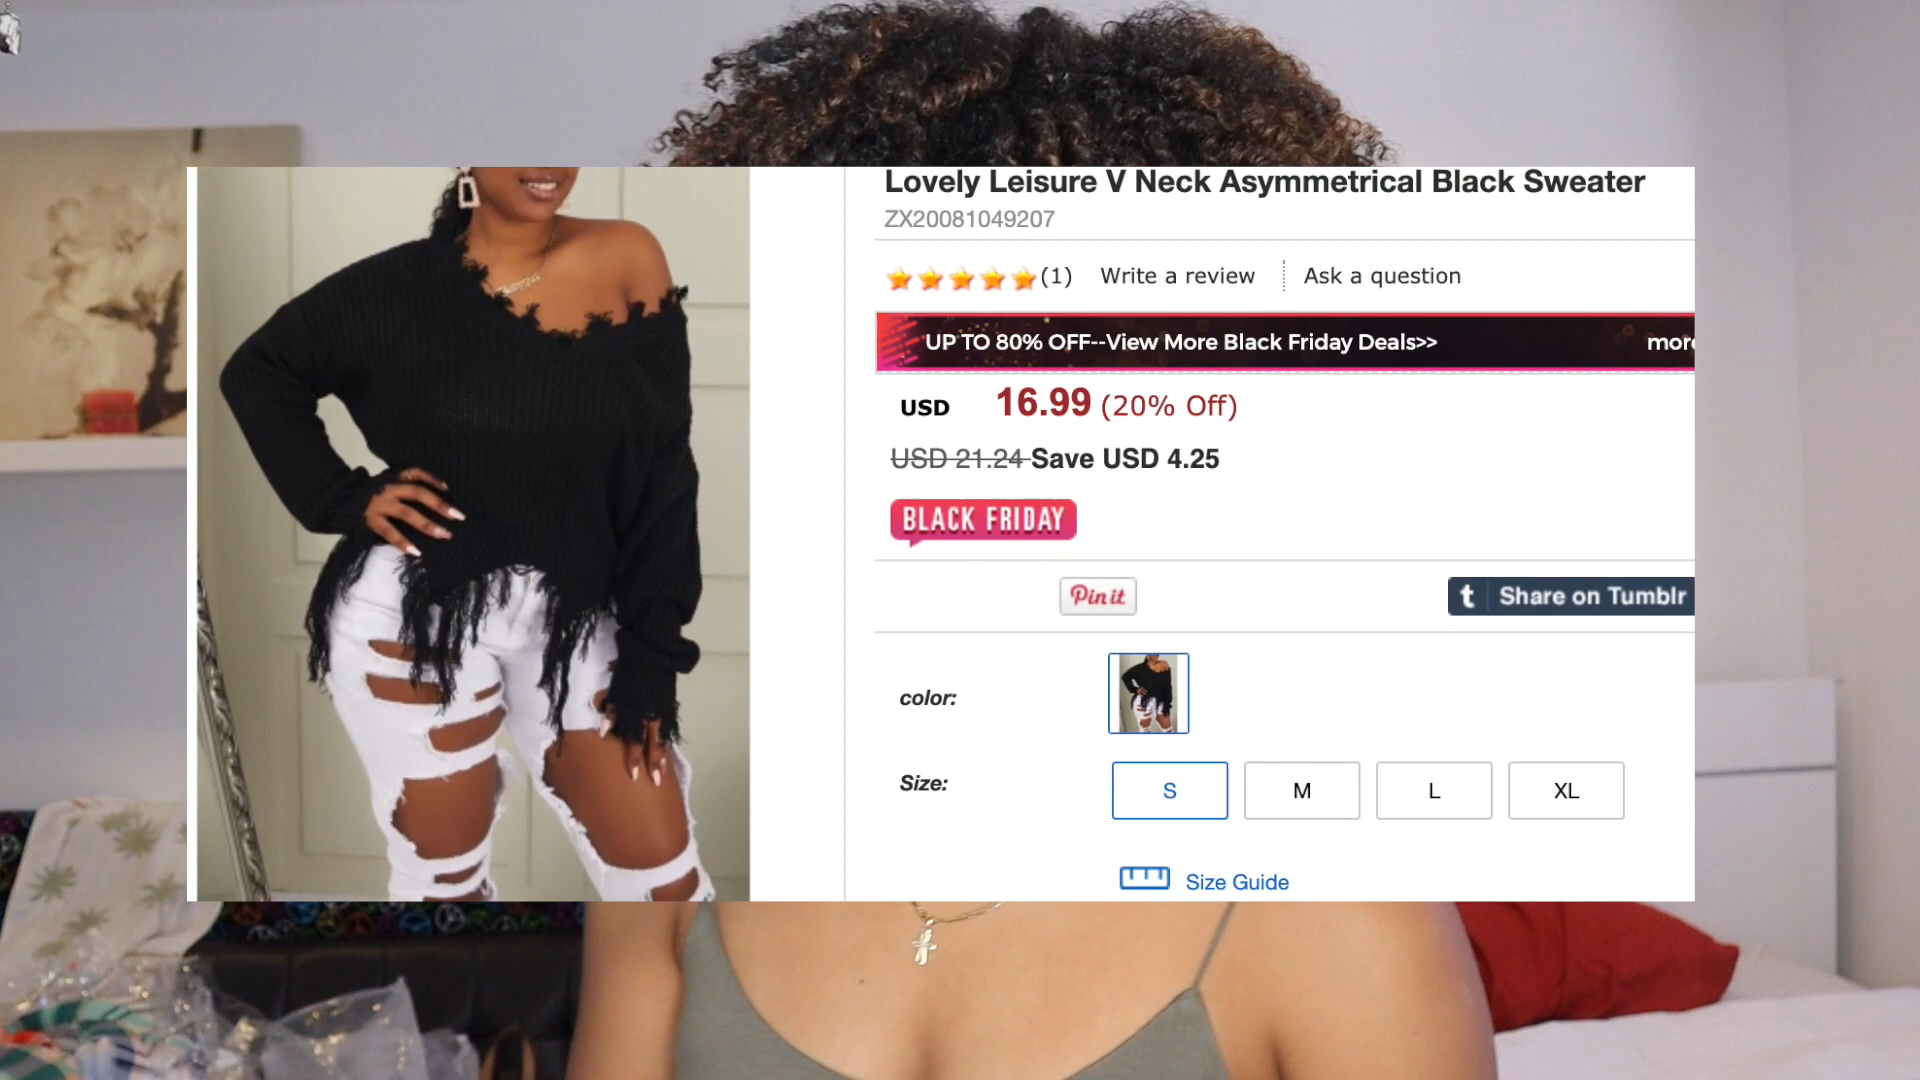 Lovely Leisure V Neck Asymmetrical Black Sweater
ZX20081049207
(1) Write a review Ask a question
UP TO 80% OFF--View More Black Friday Deals>> more
USD 16.99 (20% Off)
USD 21.24 Save USD 4.25
BLACK FRIDAY
Pin it
t Share on Tumblr
color:
Size: S M L XL
Size Guide